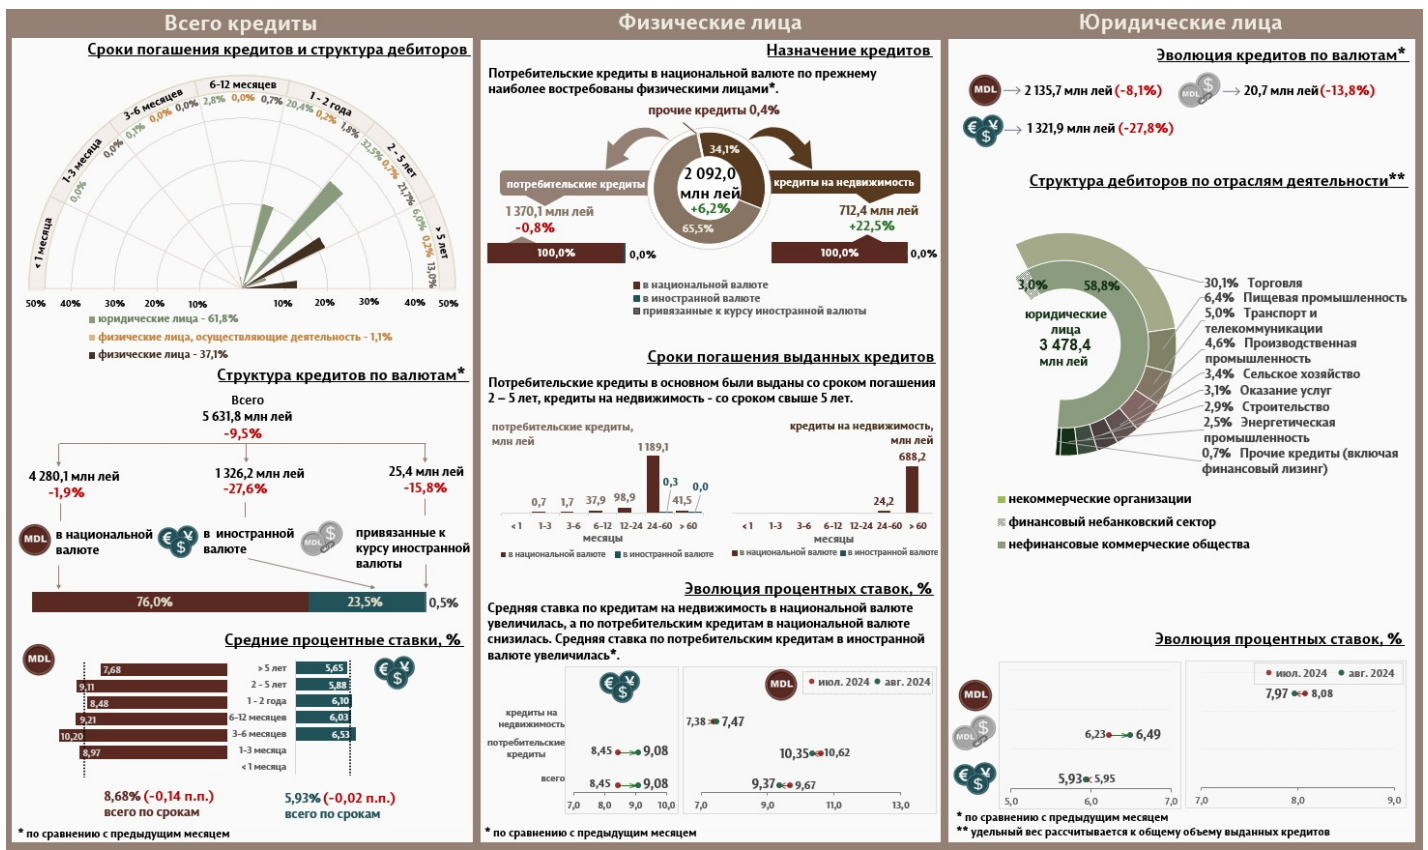 Всего кредиты
Сроки погашения кредитов и структура дебиторов
< 1 месяца
1-3 месяца
3-6 месяцев
6-12 месяцев
1 - 2 года
2 - 5 лет
> 5 лет
0,0%
0,0%
0,1%
0,0%
0,0%
2,8%
0,0%
0,7%
20,4%
0,2%
1,8%
32,5%
0,7%
21,7%
6,0%
0,2%
13,0%
50% 40% 30% 20% 10% 10% 20% 30% 40% 50%
юридические лица - 61,8%
физические лица, осуществляющие деятельность - 1,1%
физические лица - 37,1%
Структура кредитов по валютам*
Всего
5 631,8 млн лей
-9,5%
4 280,1 млн лей
-1,9%
1 326,2 млн лей
-27,6%
25,4 млн лей
-15,8%
MDL
в национальной
валюте
€ ¥ $
в иностранной
валюте
MDL $
привязанные к
курсу иностранной
валюты
76,0% 23,5% 0,5%
Средние процентные ставки, %
MDL
€ ¥ $
7,68 > 5 лет 5,65
9,11 2 - 5 лет 5,88
8,48 1 - 2 года 6,10
9,21 6-12 месяцев 6,03
10,20 3-6 месяцев 6,53
8,97 1-3 месяца
< 1 месяца
8,68% (-0,14 п.п.)
всего по срокам
5,93% (-0,02 п.п.)
всего по срокам
* по сравнению с предыдущим месяцем
Физические лица
Назначение кредитов
Потребительские кредиты в национальной валюте по прежнему
наиболее востребованы физическими лицами*.
прочие кредиты 0,4%
34,1%
2 092,0
млн лей
+6,2%
65,5%
потребительские кредиты
1 370,1 млн лей
-0,8%
100,0% 0,0%
кредиты на недвижимость
712,4 млн лей
+22,5%
100,0% 0,0%
в национальной валюте
в иностранной валюте
привязанные к курсу иностранной валюты
Сроки погашения выданных кредитов
Потребительские кредиты в основном были выданы со сроком погашения
2 – 5 лет, кредиты на недвижимость - со сроком свыше 5 лет.
потребительские кредиты,
млн лей
1 189,1
0,7 1,7 37,9 98,9 0,3 41,5 0,0
< 1 1-3 3-6 6-12 12-24 24-60 > 60
месяцы
в национальной валюте в иностранной валюте
кредиты на недвижимость,
млн лей
688,2
24,2
< 1 1-3 3-6 6-12 12-24 24-60 > 60
месяцы
в национальной валюте в иностранной валюте
Эволюция процентных ставок, %
Средняя ставка по кредитам на недвижимость в национальной валюте
увеличилась, а по потребительским кредитам в национальной валюте
снизилась. Средняя ставка по потребительским кредитам в иностранной
валюте увеличилась*.
€ ¥ $
MDL
июл. 2024 авг. 2024
кредиты на
недвижимость
7,38 7,47
потребительские
кредиты
8,45 9,08
10,35 10,62
всего
8,45 9,08
9,37 9,67
7,0 8,0 9,0 10,0
7,0 9,0 11,0 13,0
* по сравнению с предыдущим месяцем
Юридические лица
Эволюция кредитов по валютам*
MDL 2 135,7 млн лей (-8,1%)
MDL $ 20,7 млн лей (-13,8%)
€ ¥ $ 1 321,9 млн лей (-27,8%)
Структура дебиторов по отраслям деятельности**
3,0% 58,8%
юридические
лица
3 478,4
млн лей
30,1% Торговля
6,4% Пищевая промышленность
5,0% Транспорт и
телекоммуникации
4,6% Производственная
промышленность
3,4% Сельское хозяйство
3,1% Оказание услуг
2,9% Строительство
2,5% Энергетическая
промышленность
0,7% Прочие кредиты (включая
финансовый лизинг)
некоммерческие организации
финансовый небанковский сектор
нефинансовые коммерческие общества
Эволюция процентных ставок, %
июл. 2024 авг. 2024
MDL
7,97 8,08
MDL $
6,23 6,49
€ ¥ $
5,93 5,95
5,0 6,0 7,0
7,0 8,0 9,0
* по сравнению с предыдущим месяцем
** удельный вес рассчитывается к общему объему выданных кредитов